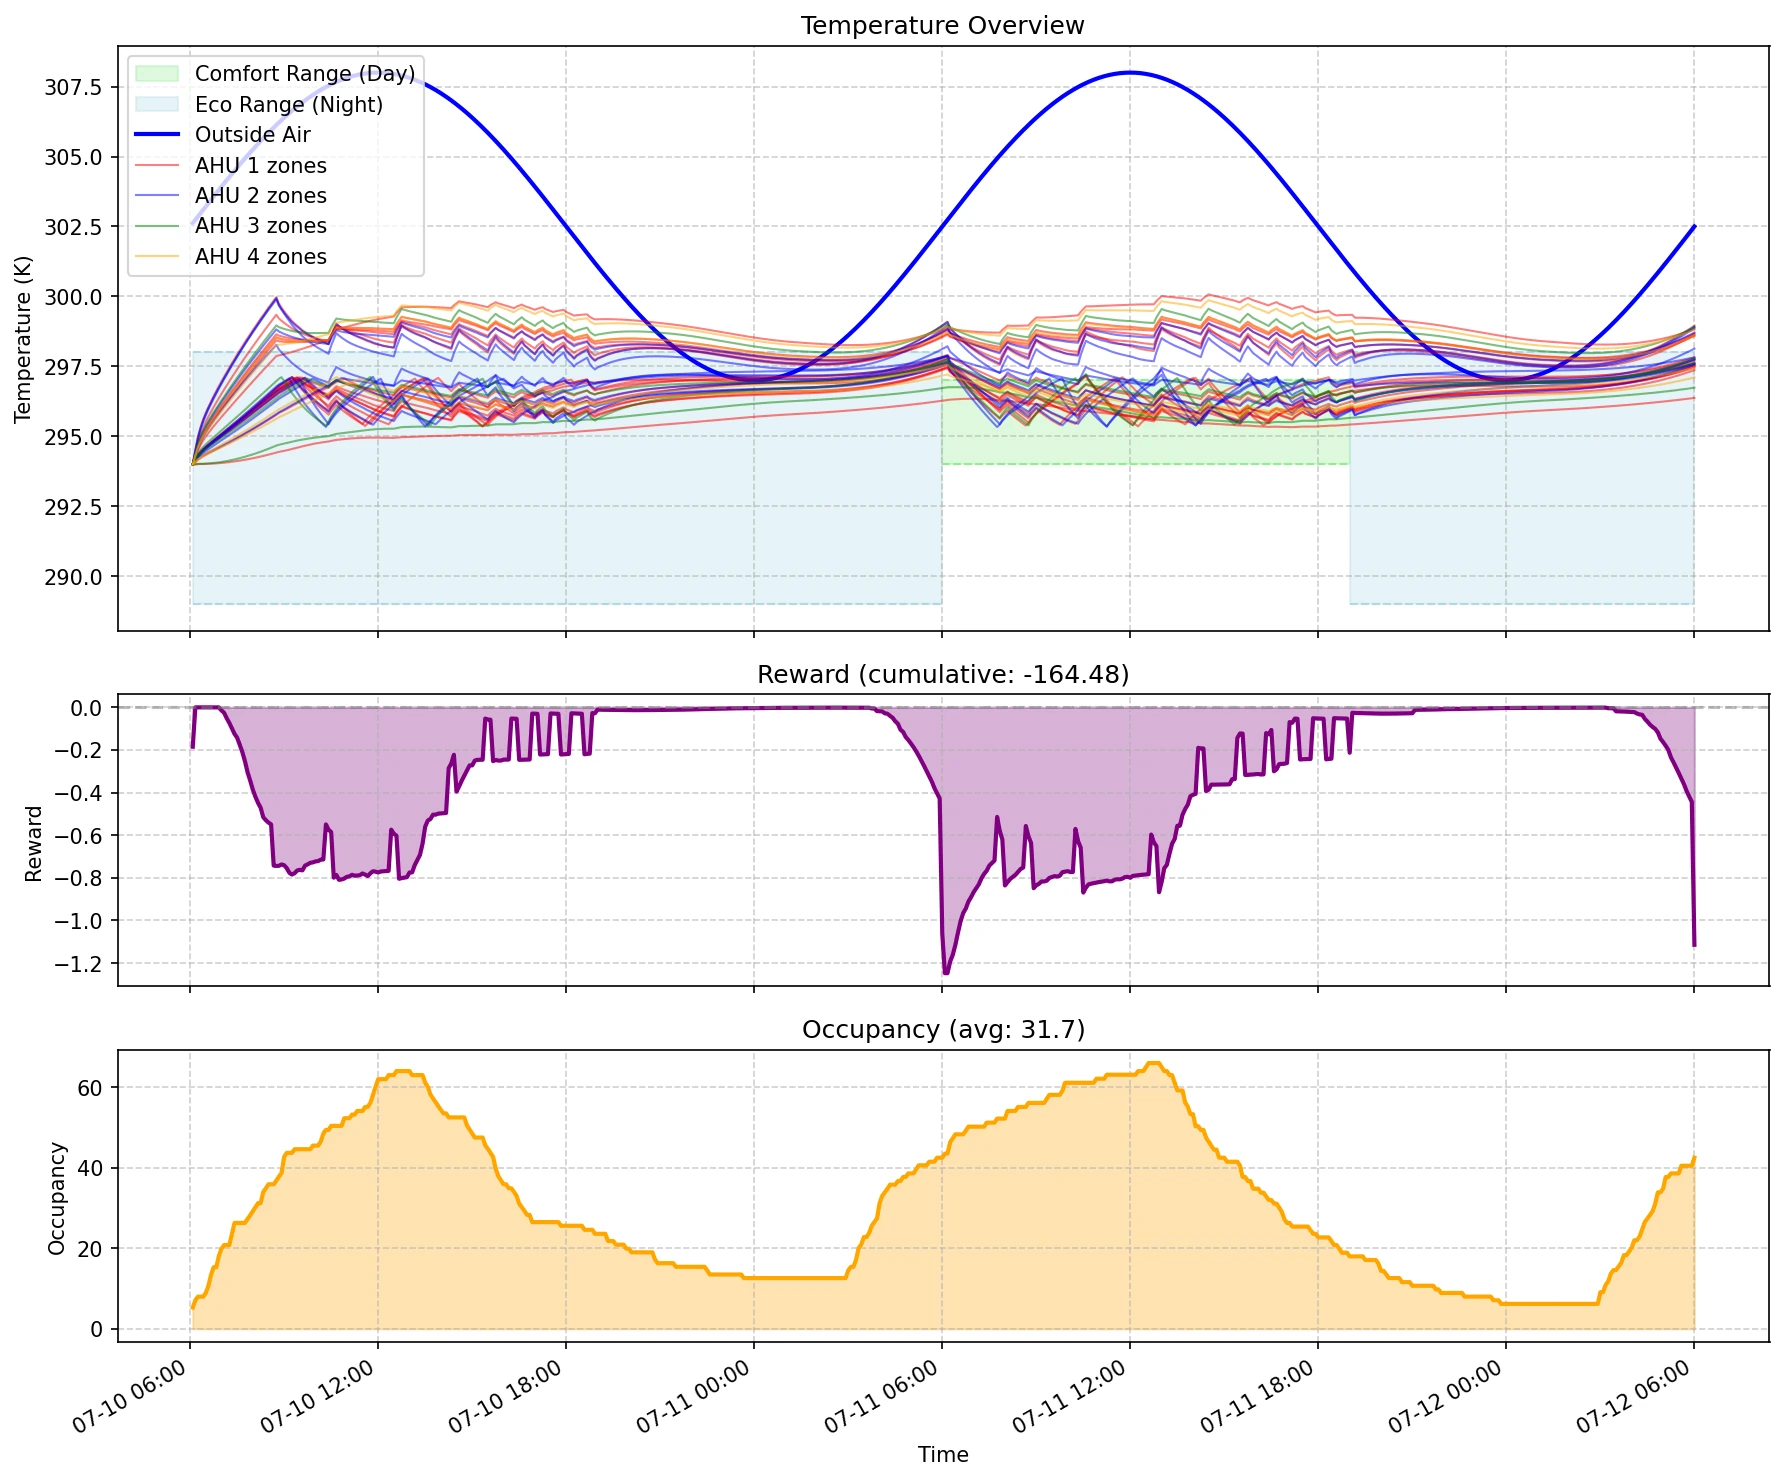 Temperature Overview
Temperature (K)
307.5
305.0
302.5
300.0
297.5
295.0
292.5
290.0
Comfort Range (Day)
Eco Range (Night)
Outside Air
AHU 1 zones
AHU 2 zones
AHU 3 zones
AHU 4 zones
Reward (cumulative: -164.48)
Reward
0.0
−0.2
−0.4
−0.6
−0.8
−1.0
−1.2
Occupancy (avg: 31.7)
Occupancy
60
40
20
0
07-10 06:00
07-10 12:00
07-10 18:00
07-11 00:00
07-11 06:00
07-11 12:00
07-11 18:00
07-12 00:00
07-12 06:00
Time